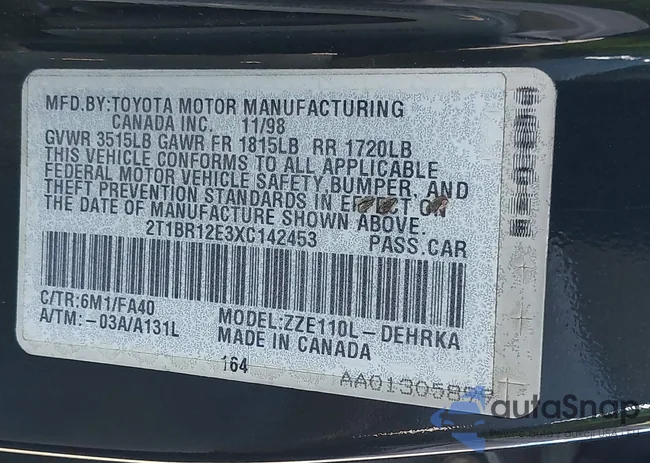 MFD.BY:TOYOTA MOTOR MANUFACTURING
CANADA INC. 11/98
GVWR 3515LB GAWR FR 1815LB RR 1720LB
THIS VEHICLE CONFORMS TO ALL APPLICABLE
FEDERAL MOTOR VEHICLE SAFETY, BUMPER, AND
THEFT PREVENTION STANDARDS IN EFFECT ON
THE DATE OF MANUFACTURE SHOWN ABOVE.
2T1BR12E3XC142453 PASS.CAR
C/TR:6M1/FA40 MODEL:ZZE110L-DEHRKA
A/TM:-03A/A131L MADE IN CANADA
164
autoSnap